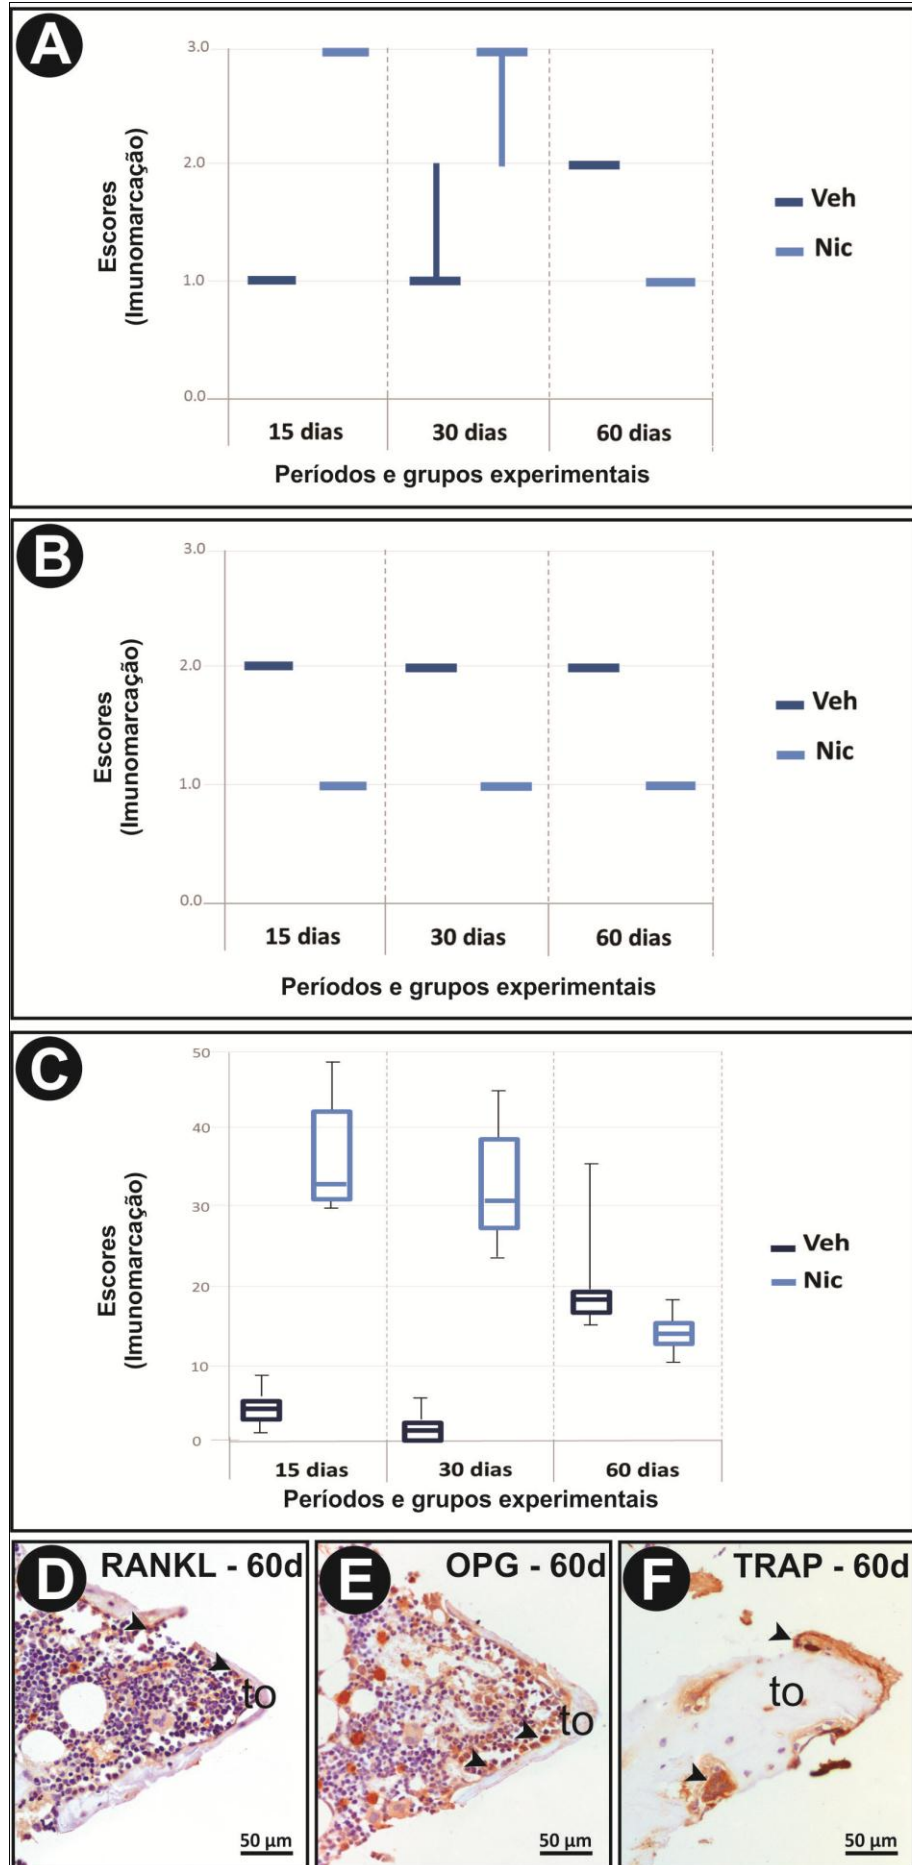 A
3.0
2.0
1.0
0.0
Escores
(Imunomarcação)
15 dias
30 dias
60 dias
Períodos e grupos experimentais
Veh
Nic
B
3.0
2.0
1.0
0.0
Escores
(Imunomarcação)
15 dias
30 dias
60 dias
Períodos e grupos experimentais
Veh
Nic
C
50
40
30
20
10
0
Escores
(Imunomarcação)
15 dias
30 dias
60 dias
Períodos e grupos experimentais
Veh
Nic
D
RANKL - 60d
to
50 µm
E
OPG - 60d
to
50 µm
F
TRAP - 60d
to
50 µm